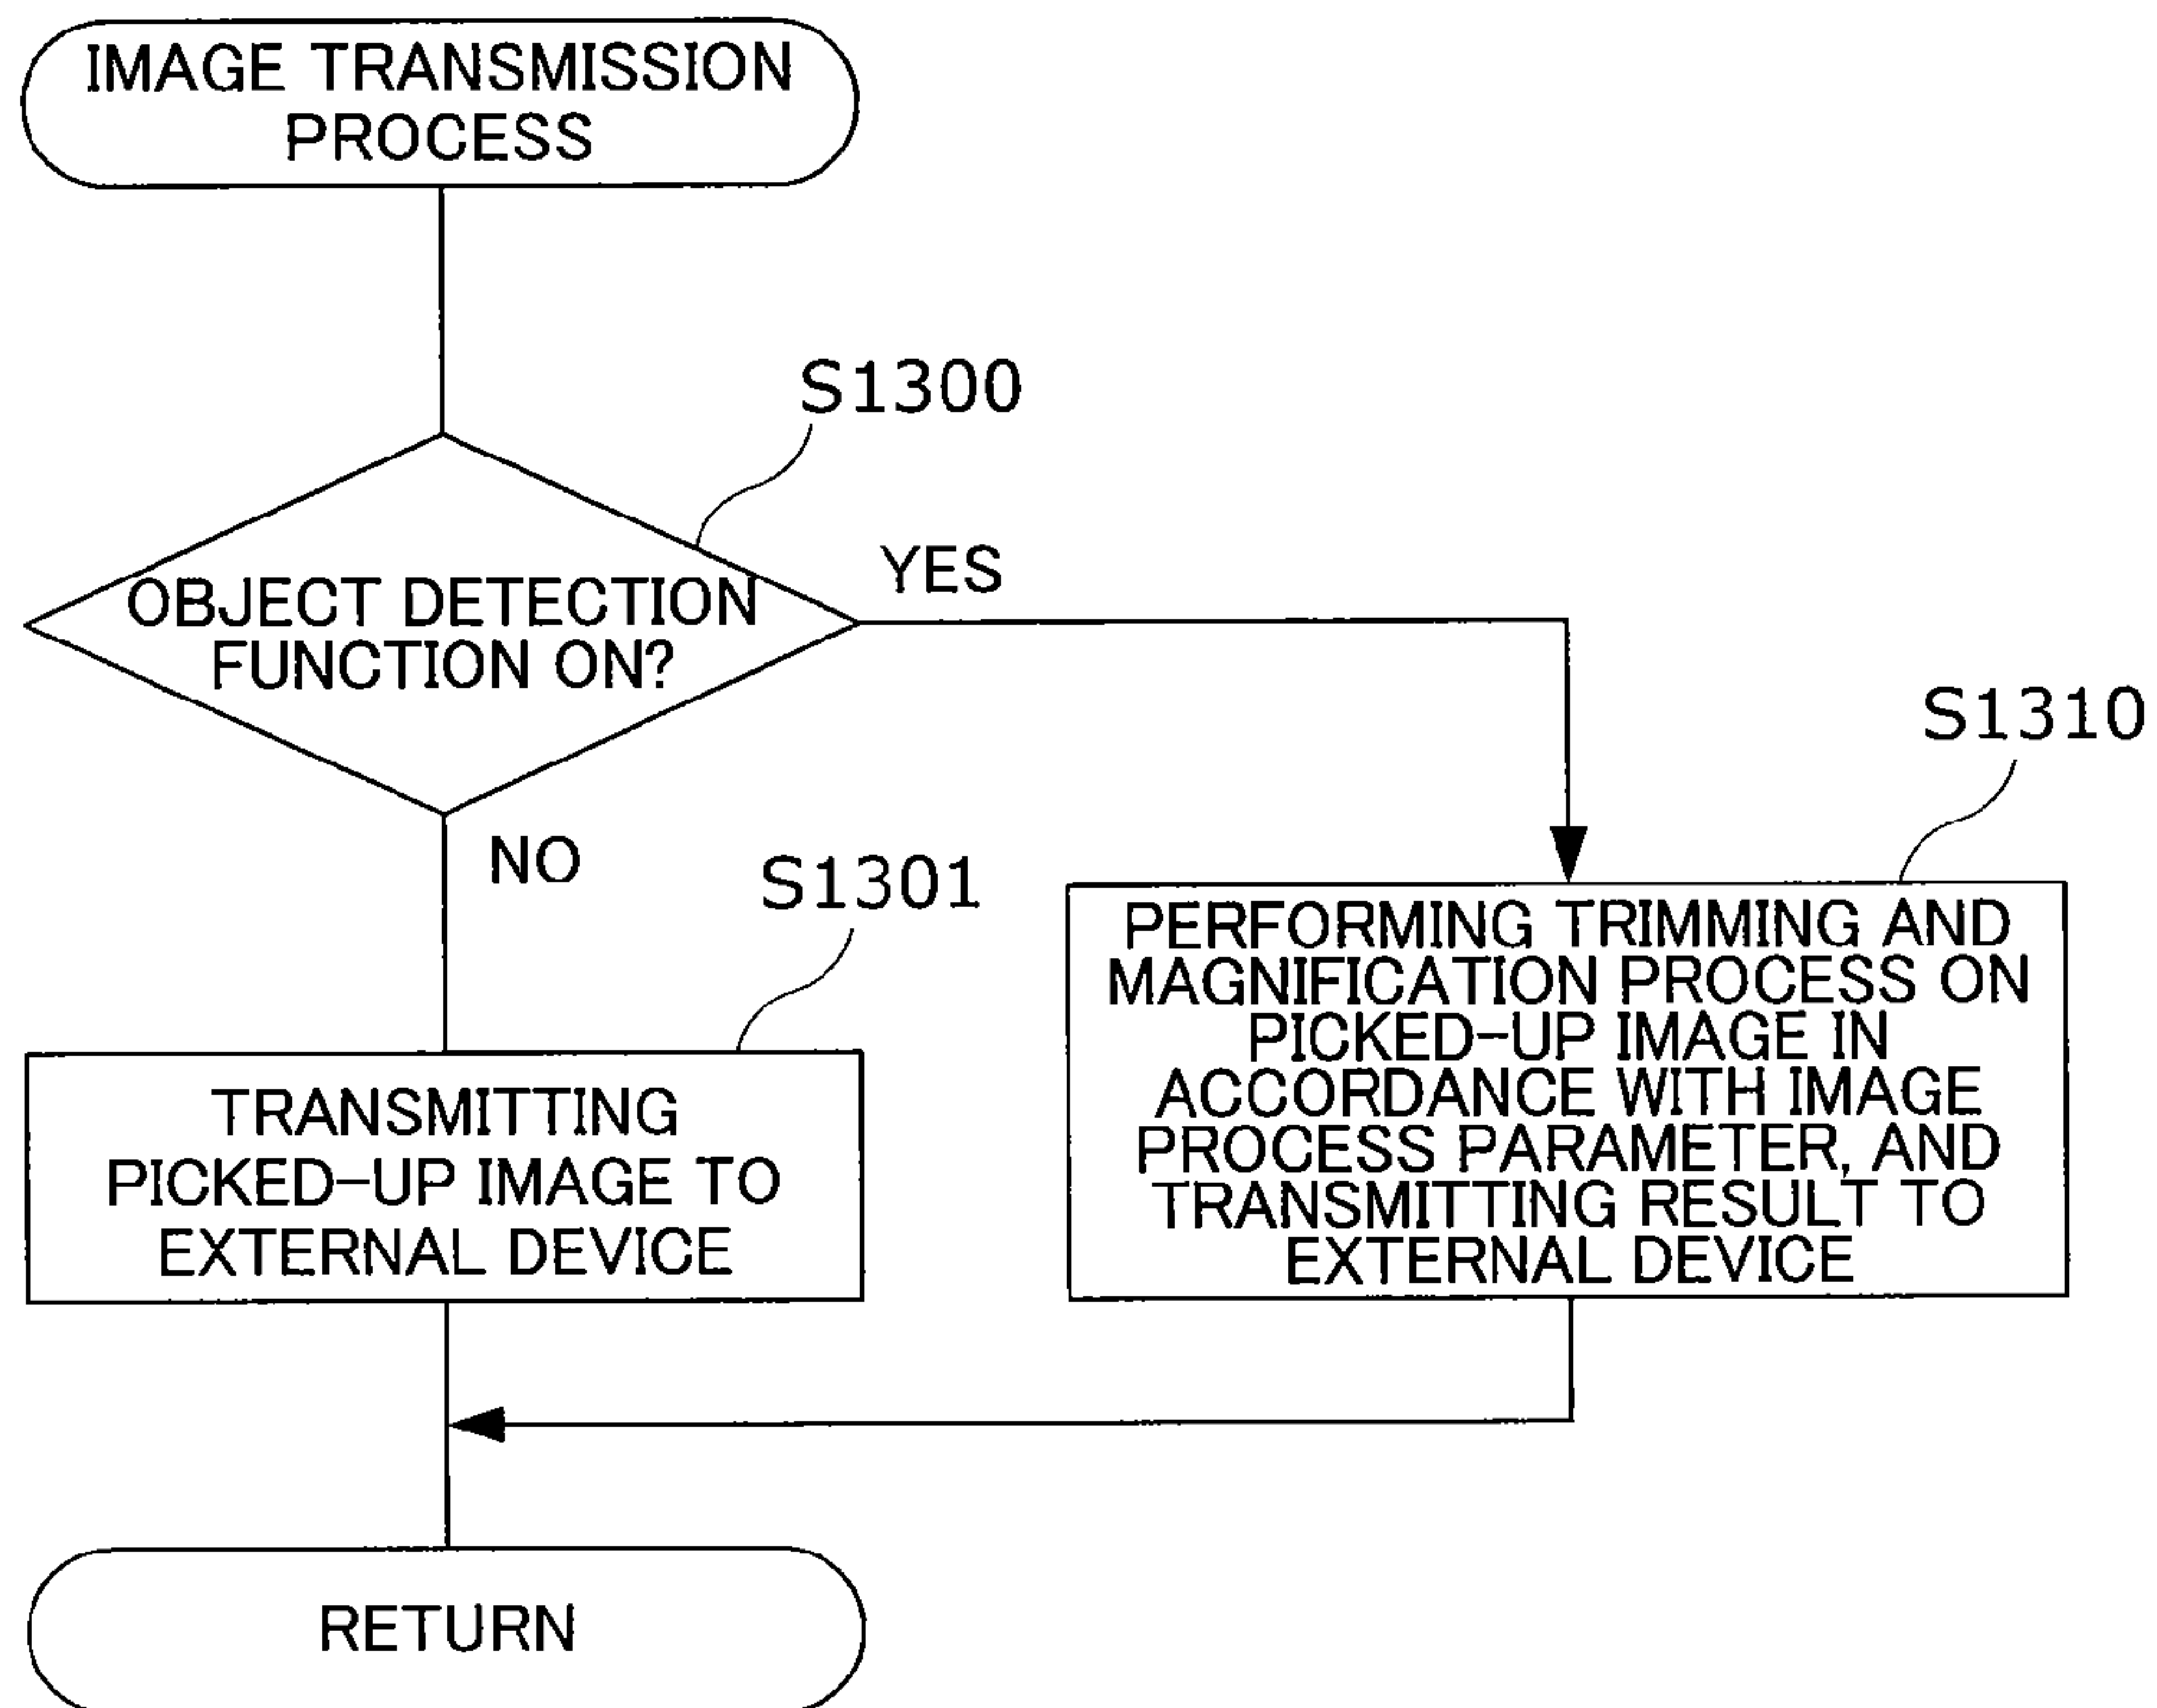 IMAGE TRANSMISSION
PROCESS
S1300
OBJECT DETECTION
FUNCTION ON?
YES
NO
S1301
TRANSMITTING
PICKED-UP IMAGE TO
EXTERNAL DEVICE
S1310
PERFORMING TRIMMING AND
MAGNIFICATION PROCESS ON
PICKED-UP IMAGE IN
ACCORDANCE WITH IMAGE
PROCESS PARAMETER, AND
TRANSMITTING RESULT TO
EXTERNAL DEVICE
RETURN